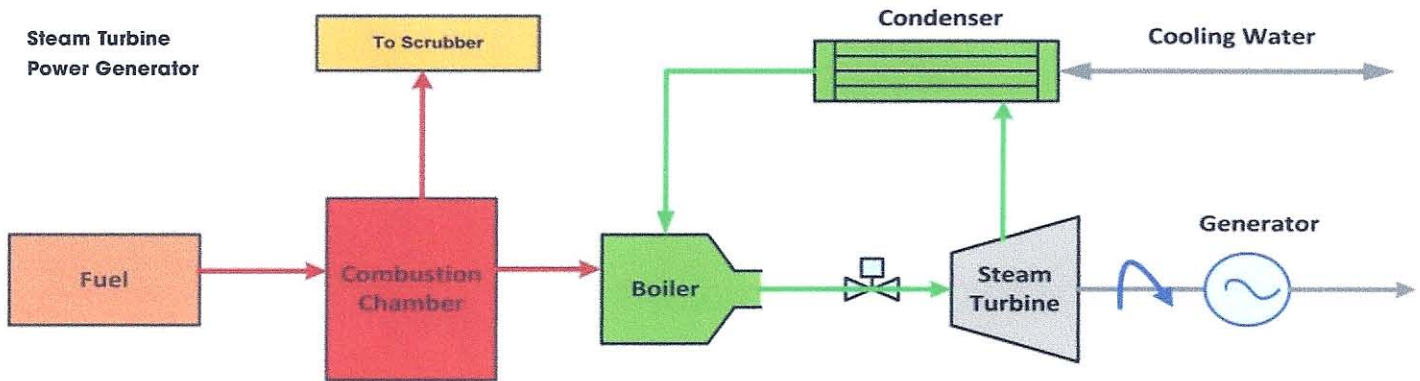 Steam Turbine
Power Generator
To Scrubber
Condenser
Cooling Water
Fuel
Combustion
Chamber
Boiler
Steam
Turbine
Generator